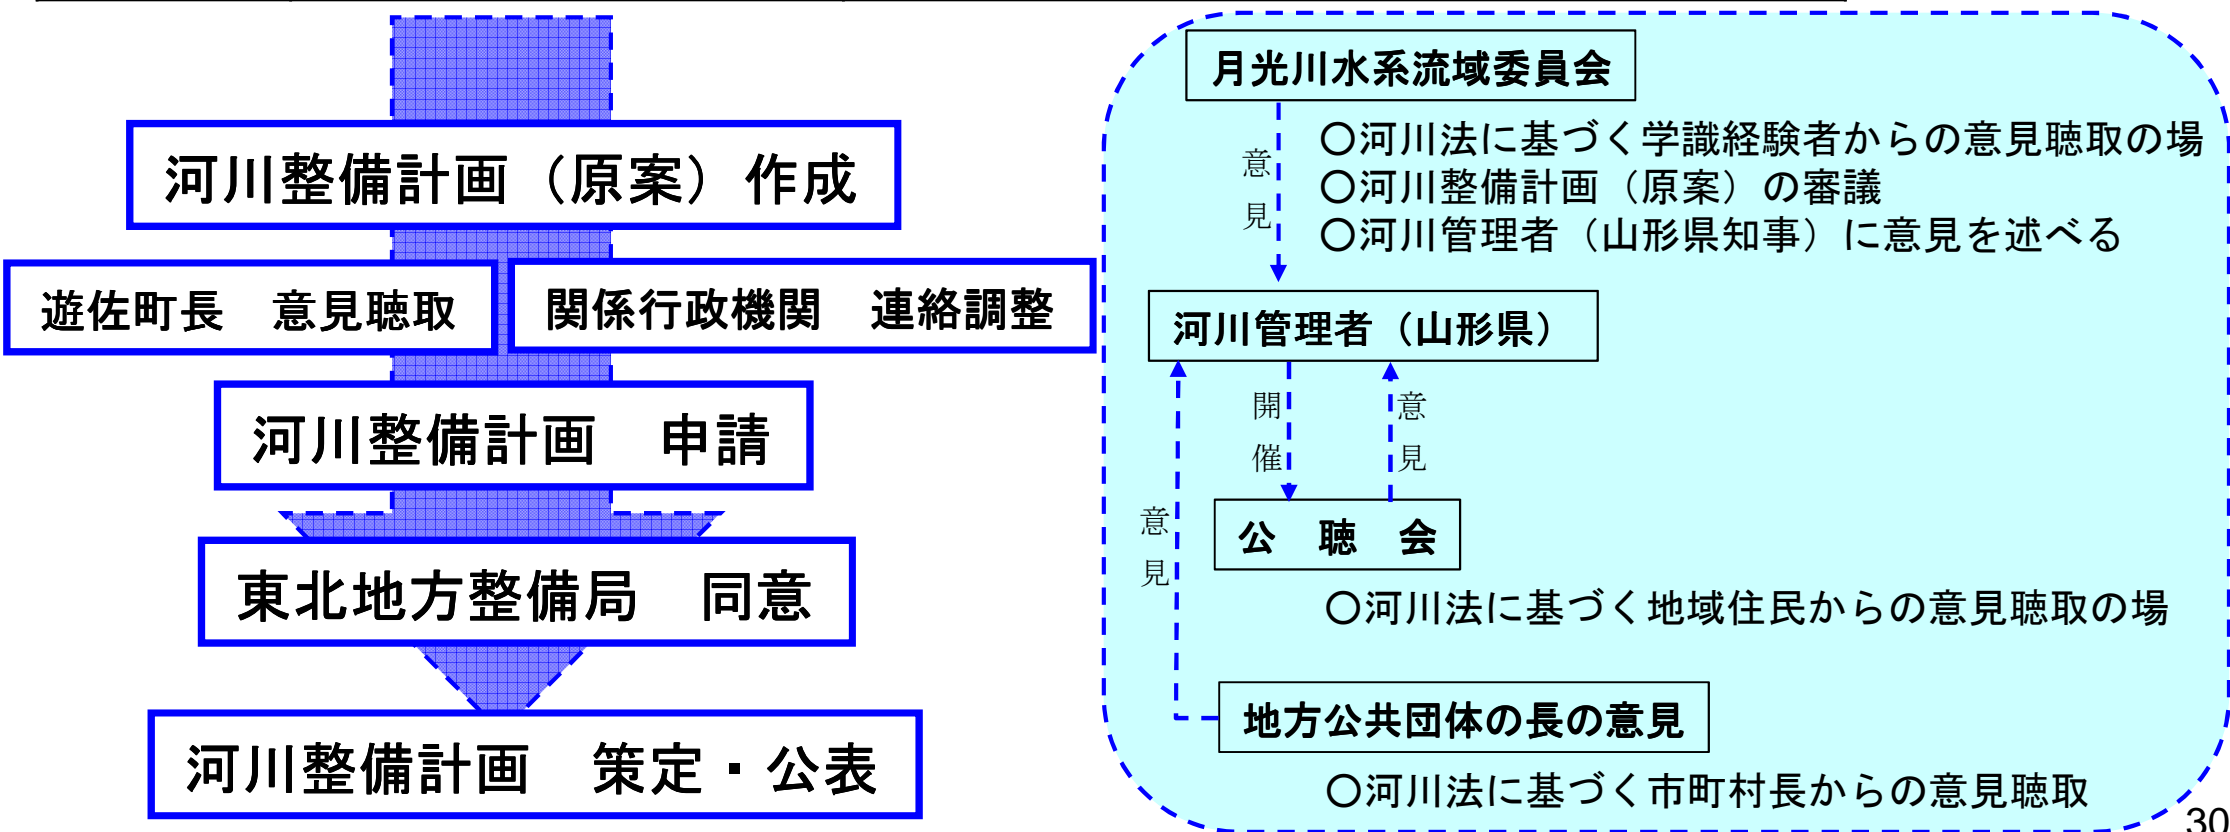 河川整備計画（原案）作成
遊佐町長　意見聴取
関係行政機関　連絡調整
河川整備計画　申請
東北地方整備局　同意
河川整備計画　策定・公表
月光川水系流域委員会
意見
〇河川法に基づく学識経験者からの意見聴取の場
〇河川整備計画（原案）の審議
〇河川管理者（山形県知事）に意見を述べる
河川管理者（山形県）
開催
意見
意見
公　聴　会
〇河川法に基づく地域住民からの意見聴取の場
地方公共団体の長の意見
〇河川法に基づく市町村長からの意見聴取
30